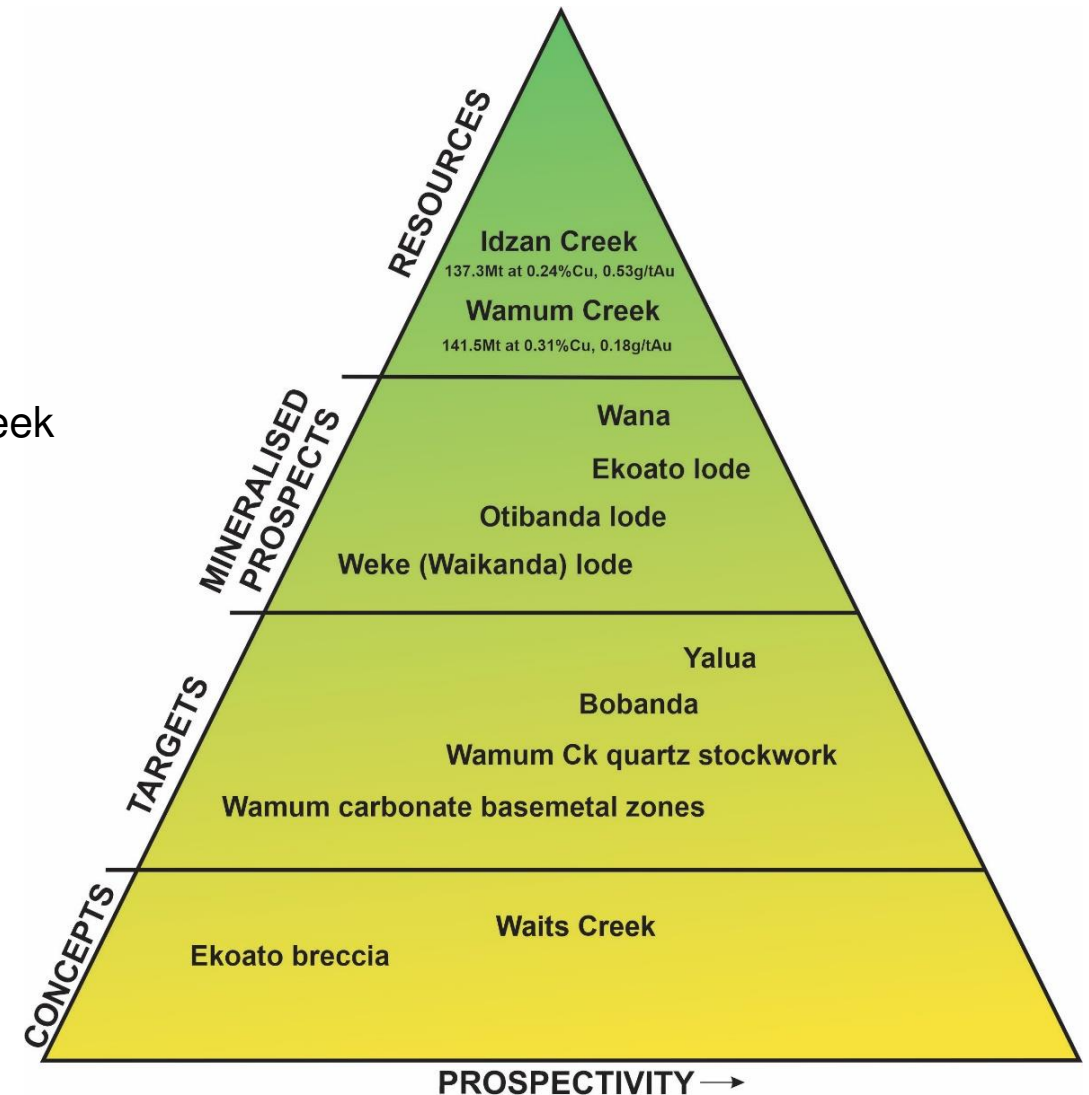 RESOURCES
Idzan Creek
137.3Mt at 0.24%Cu, 0.53g/tAu
Wamum Creek
141.5Mt at 0.31%Cu, 0.18g/tAu
eek
MINERALISED
PROSPECTS
Wana
Ekoato lode
Otibanda lode
Weke (Waikanda) lode
TARGETS
Yalua
Bobanda
Wamum Ck quartz stockwork
Wamum carbonate basemetal zones
CONCEPTS
Waits Creek
Ekoato breccia
PROSPECTIVITY →